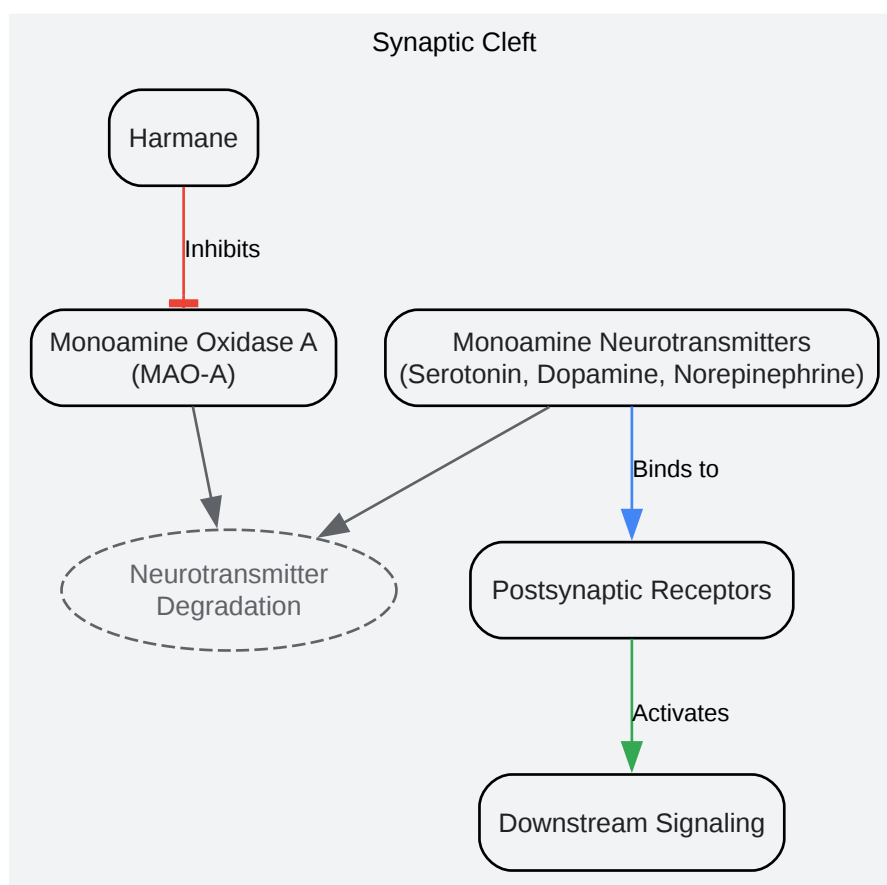 Synaptic Cleft
Harmane
Inhibits
Monoamine Oxidase A
(MAO-A)
Monoamine Neurotransmitters
(Serotonin, Dopamine, Norepinephrine)
Binds to
Neurotransmitter
Degradation
Postsynaptic Receptors
Activates
Downstream Signaling